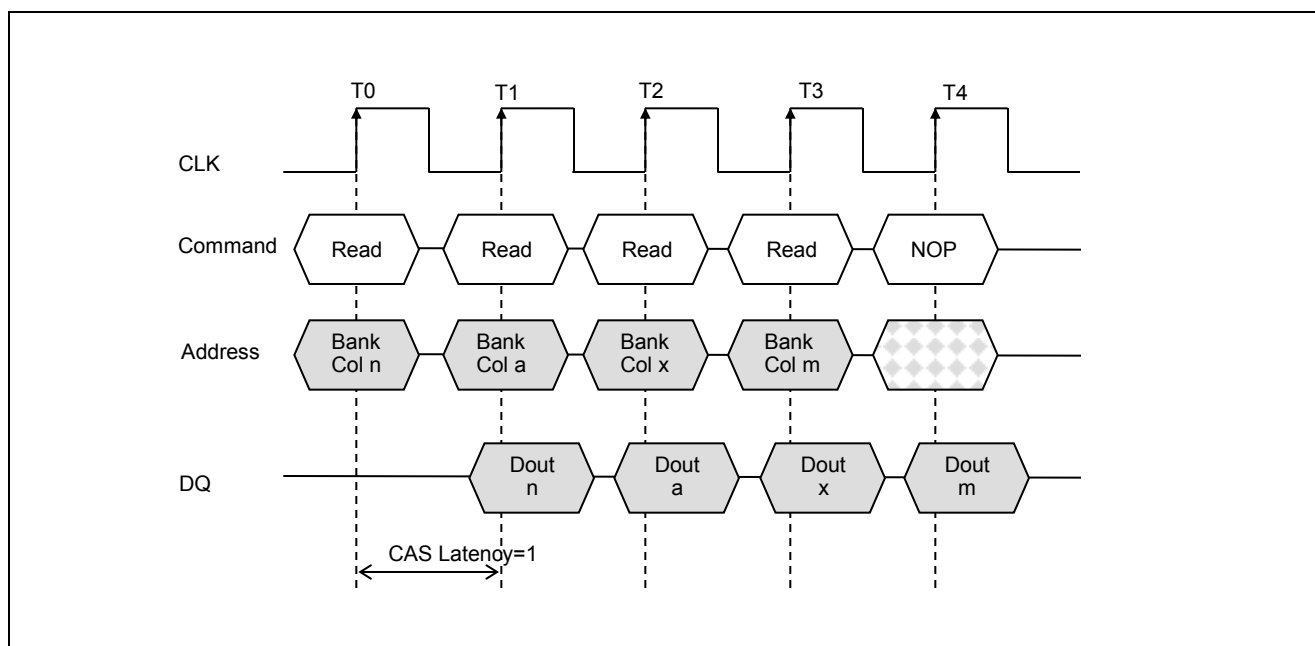 T0 T1 T2 T3 T4
CLK
Command Read Read Read Read NOP
Address
Bank Bank Bank Bank
Col n Col a Col x Col m
DQ
Dout Dout Dout Dout
n a x m
CAS Latency=1